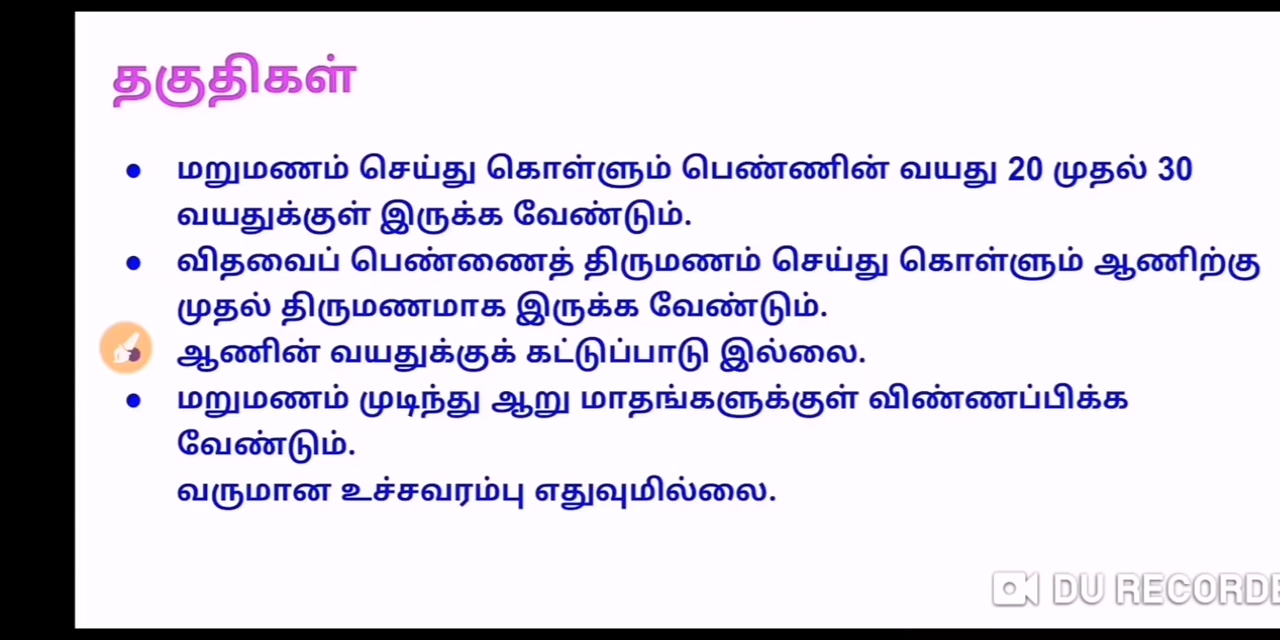 தகுதிகள்
● மறுமணம் செய்து கொள்ளும் பெண்ணின் வயது 20 முதல் 30
வயதுக்குள் இருக்க வேண்டும்.
● விதவைப் பெண்ணைத் திருமணம் செய்து கொள்ளும் ஆணிற்கு
முதல் திருமணமாக இருக்க வேண்டும்.
ஆணின் வயதுக்குக் கட்டுப்பாடு இல்லை.
● மறுமணம் முடிந்து ஆறு மாதங்களுக்குள் விண்ணப்பிக்க
வேண்டும்.
வருமான உச்சவரம்பு எதுவுமில்லை.
DU RECORDE